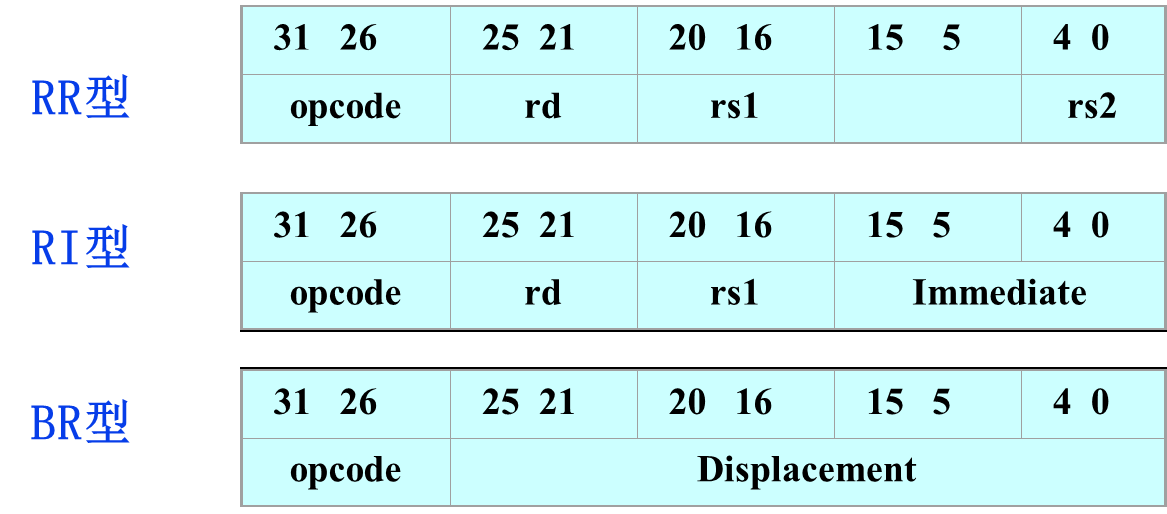 31 26 25 21 20 16 15 5 4 0
RR型 opcode rd rs1 rs2
31 26 25 21 20 16 15 5 4 0
RI型 opcode rd rs1 Immediate
31 26 25 21 20 16 15 5 4 0
BR型 opcode Displacement